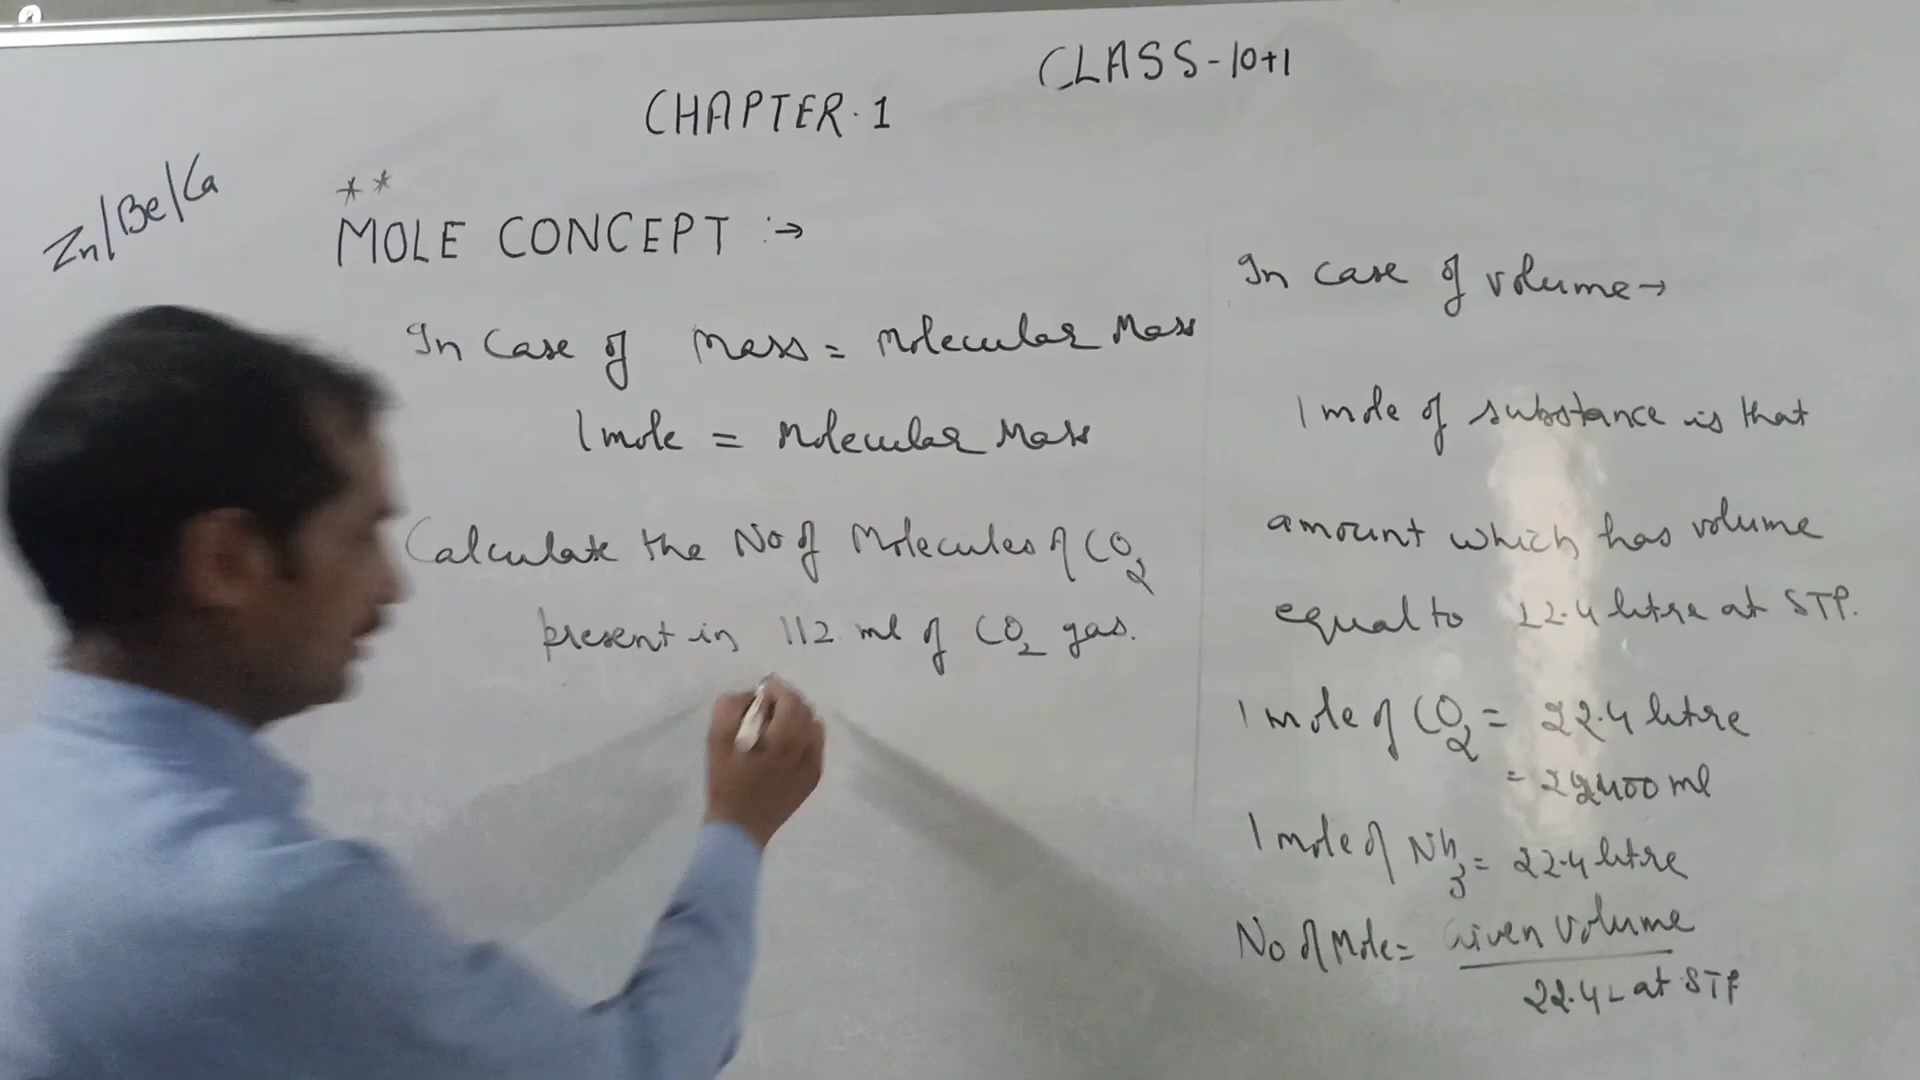 CLASS-10+1
CHAPTER.1
Zn/Be/Ca
**
MOLE CONCEPT :→
In Case of Mass = Molecular Mass
1 mole = Molecular Mass
Calculate the No of Molecules of CO2
present in 112 ml of CO2 gas.
In case of volume→
1 mole of substance is that
amount which has volume
equal to 22.4 litre at STP.
1 mole of CO2 = 22.4 litre
= 22400 ml
1 mole of Nh3 = 22.4 litre
No of Mole = Given Volume
22.4L at STP